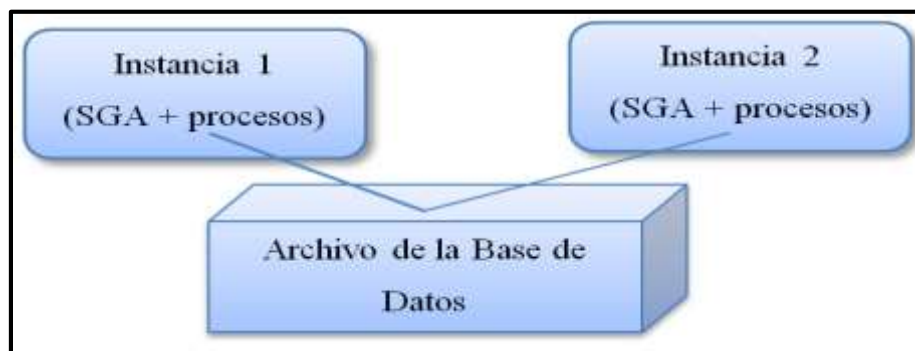 Instancia 1
(SGA + procesos)
Instancia 2
(SGA + procesos)
Archivo de la Base de
Datos